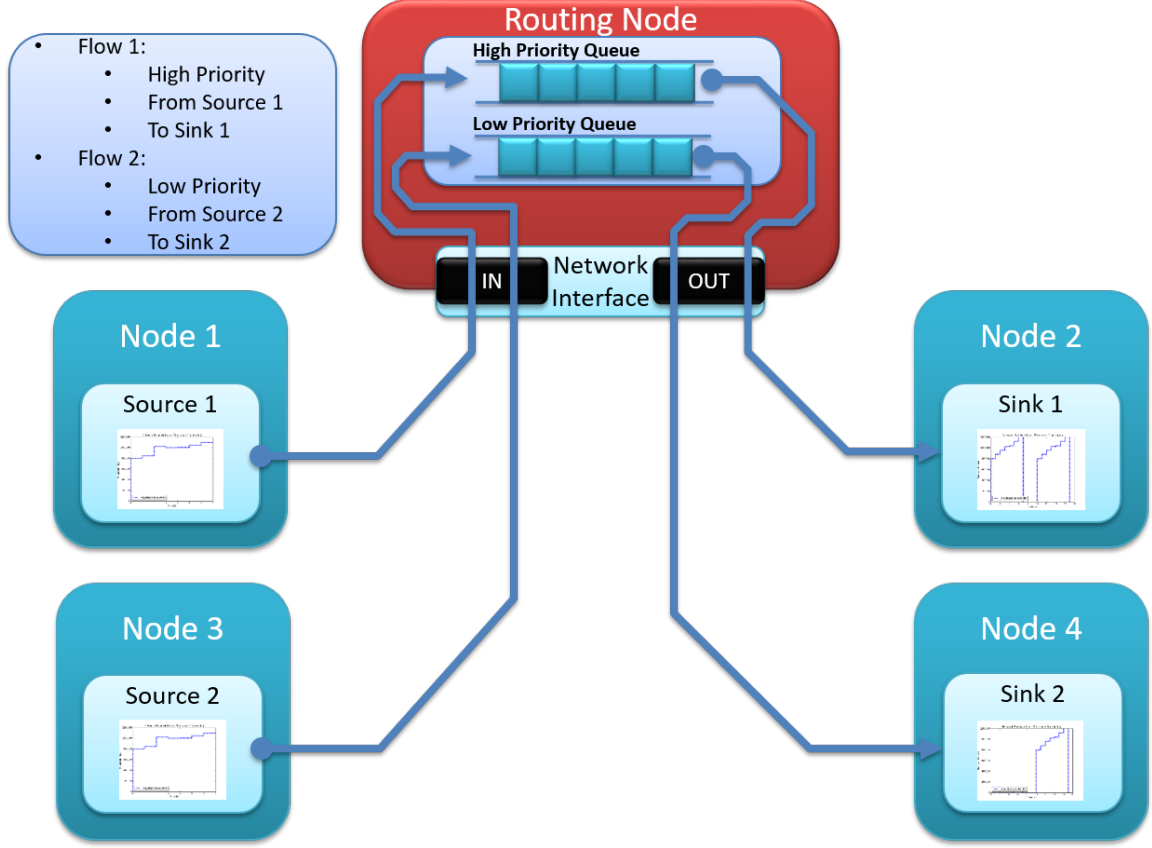 Routing Node
• Flow 1:
• High Priority
• From Source 1
• To Sink 1
• Flow 2:
• Low Priority
• From Source 2
• To Sink 2
High Priority Queue
Low Priority Queue
IN
Network
Interface
OUT
Node 1
Source 1
Node 2
Sink 1
Node 3
Source 2
Node 4
Sink 2